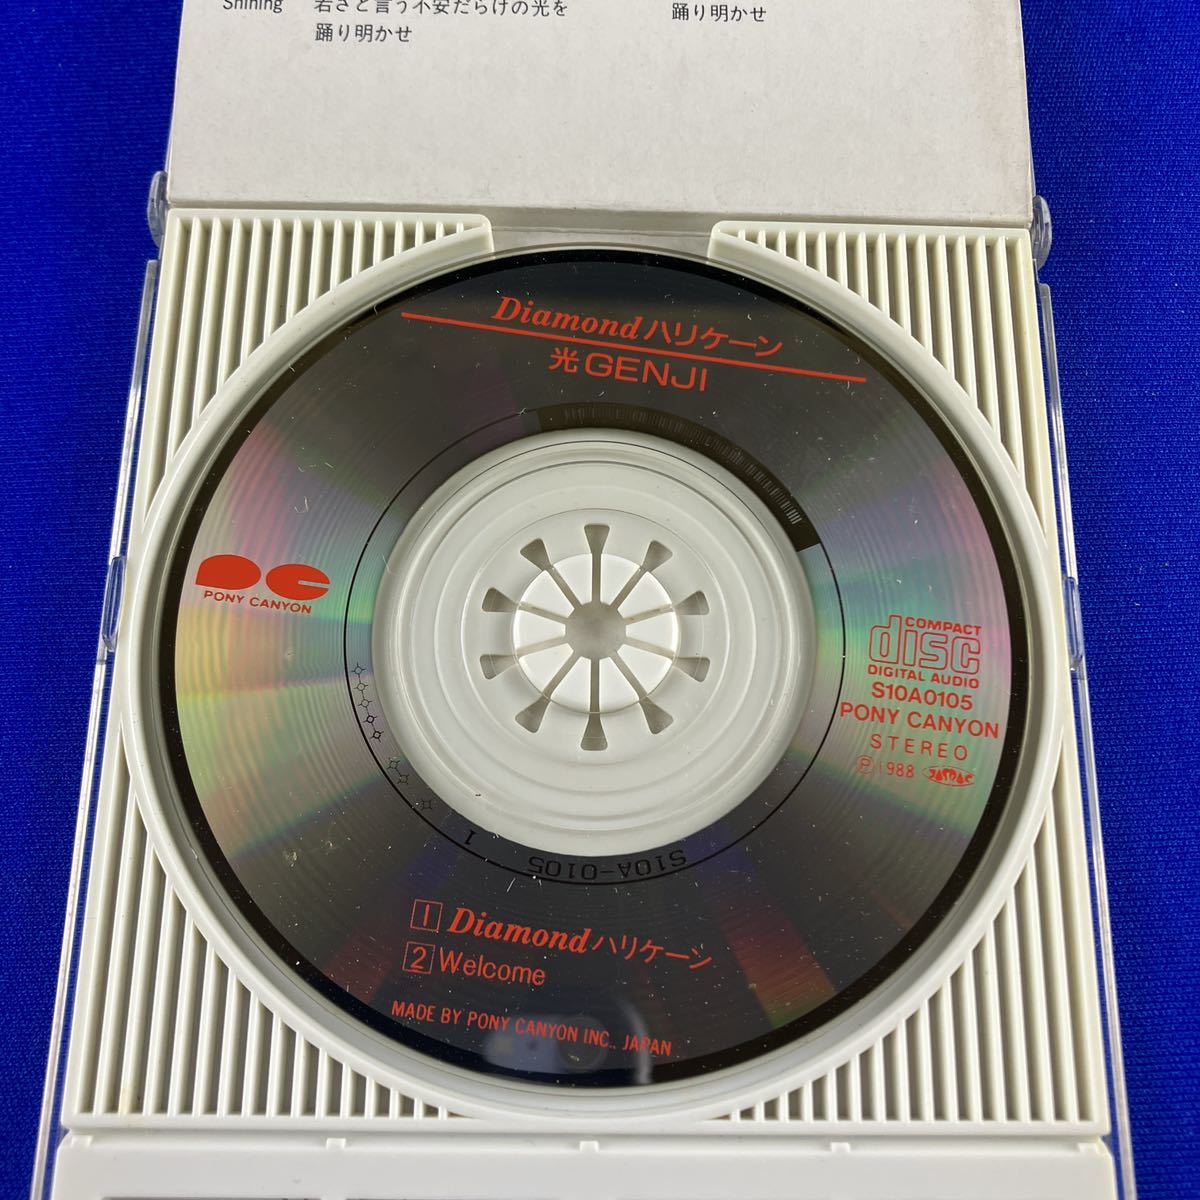 Shining 若さと言う不安だらけの光を
踊り明かせ
踊り明かせ
Diamondハリケーン
光GENJI
PONY CANYON
COMPACT
disc
DIGITAL AUDIO
S10A0105
PONY CANYON
STEREO
Ⓟ1988 JASRAC
S10A-0105 1
1 Diamondハリケーン
2 Welcome
MADE BY PONY CANYON INC., JAPAN